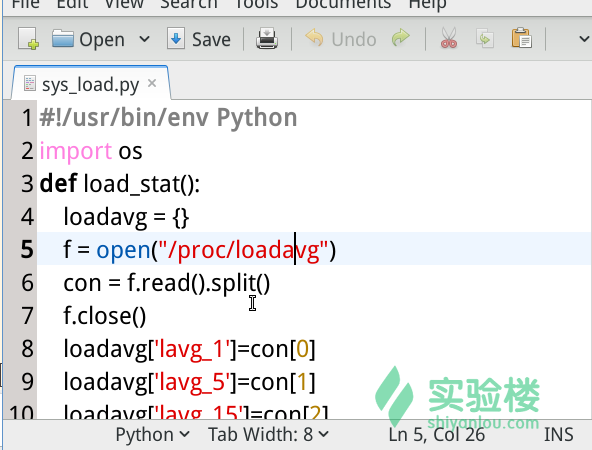 File Edit View Search Tools Documents Help
Open Save Undo
sys_load.py ×
1 #!/usr/bin/env Python
2 import os
3 def load_stat():
4 loadavg = {}
5 f = open("/proc/loadavg")
6 con = f.read().split()
7 f.close()
8 loadavg['lavg_1']=con[0]
9 loadavg['lavg_5']=con[1]
10 loadavg['lavg_15']=con[2]
实验楼
shiyanlou.com
Python Tab Width: 8 Ln 5, Col 26 INS